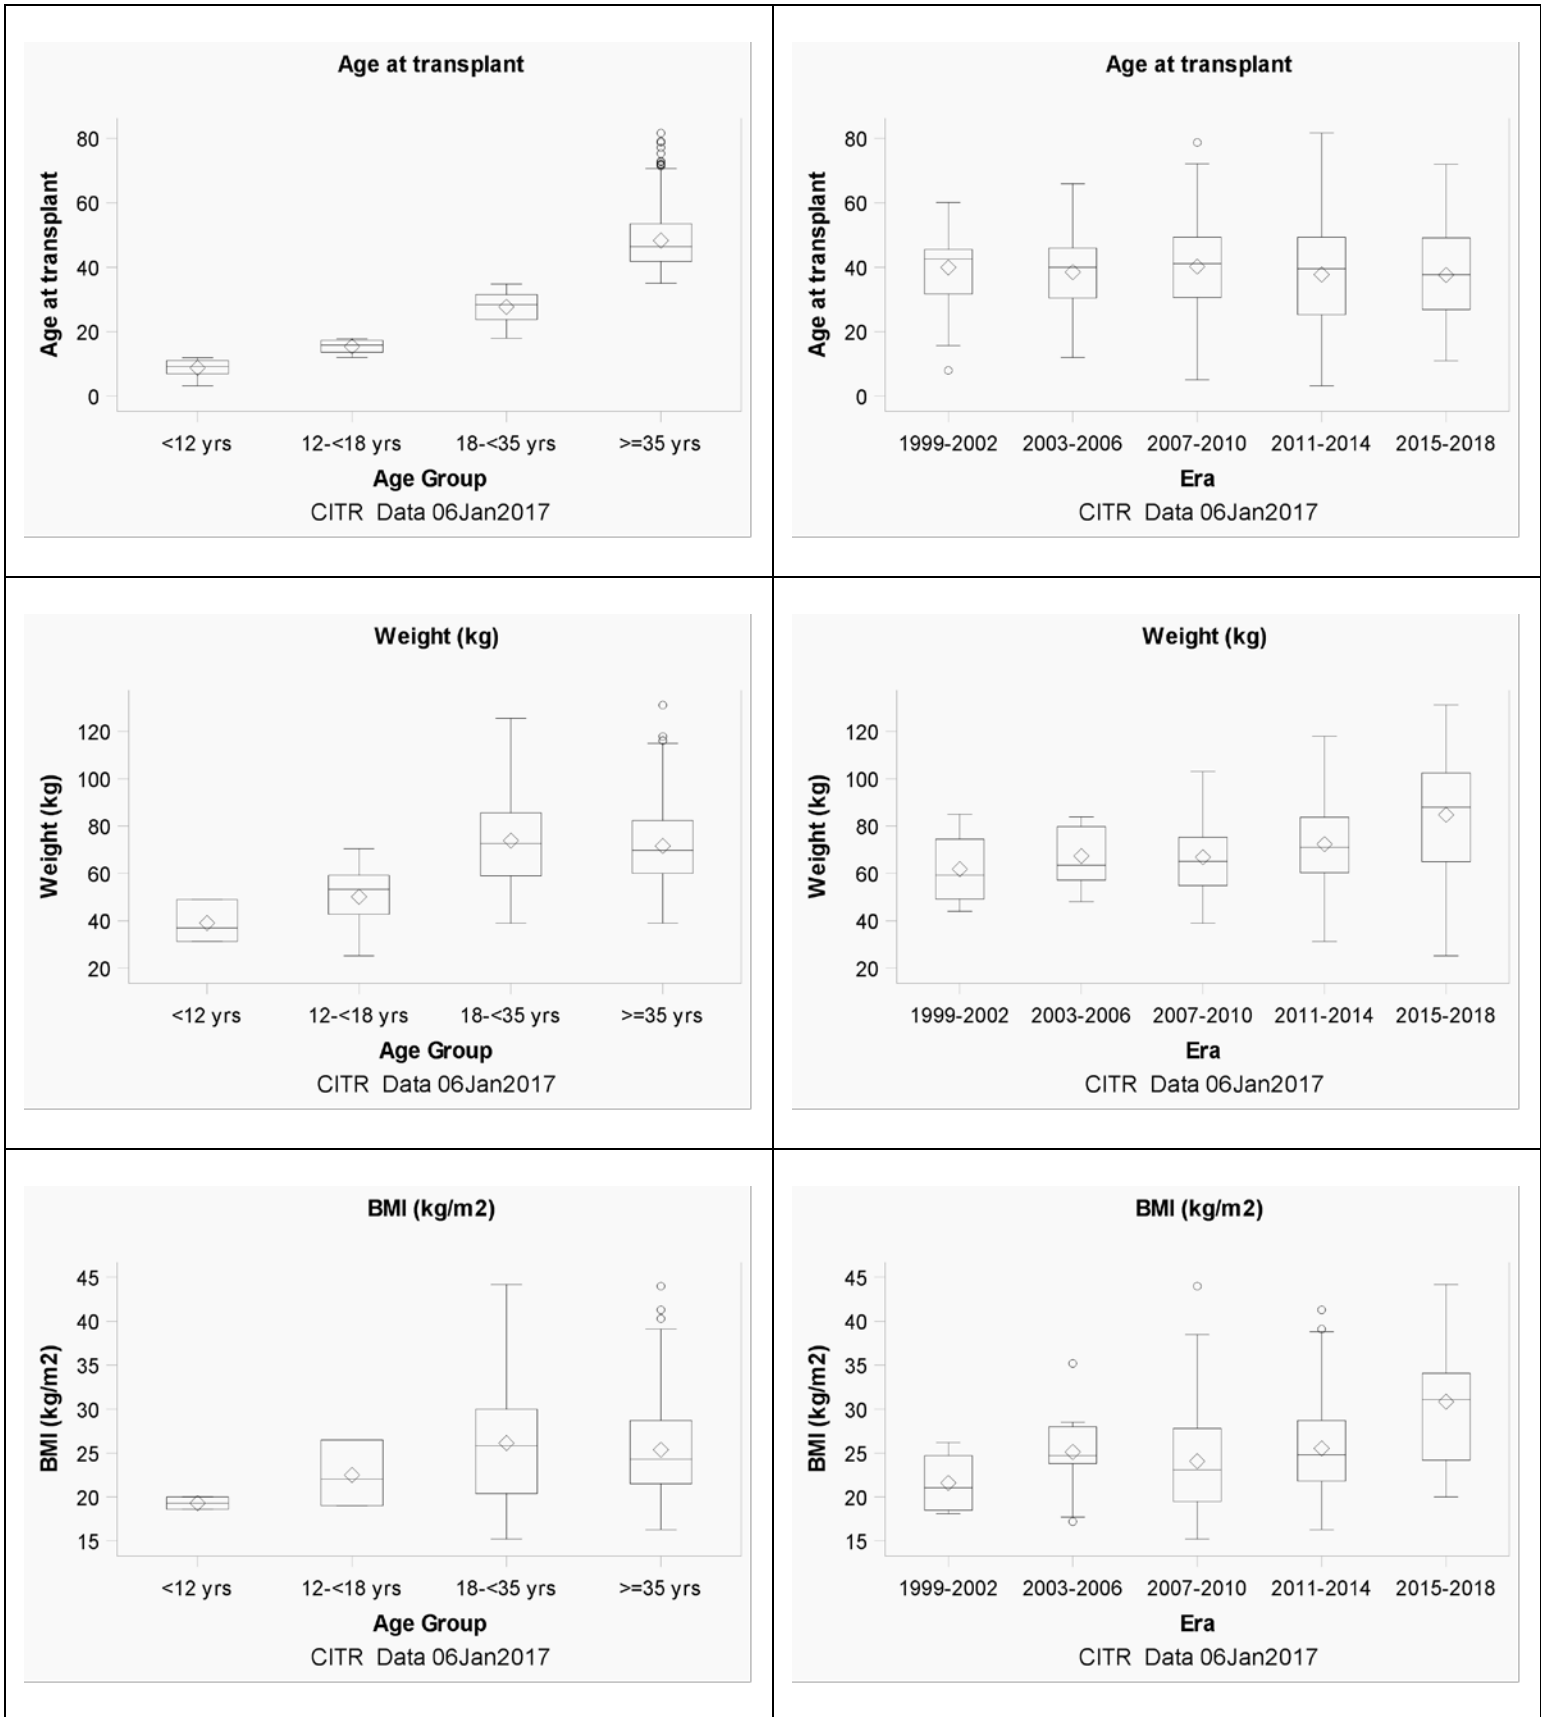 Age at transplant
Age at transplant
80
60
40
20
0
<12 yrs 12-<18 yrs 18-<35 yrs >=35 yrs
Age Group
CITR Data 06Jan2017
Age at transplant
Age at transplant
80
60
40
20
0
1999-2002 2003-2006 2007-2010 2011-2014 2015-2018
Era
CITR Data 06Jan2017
Weight (kg)
Weight (kg)
120
100
80
60
40
20
<12 yrs 12-<18 yrs 18-<35 yrs >=35 yrs
Age Group
CITR Data 06Jan2017
Weight (kg)
Weight (kg)
120
100
80
60
40
20
1999-2002 2003-2006 2007-2010 2011-2014 2015-2018
Era
CITR Data 06Jan2017
BMI (kg/m2)
BMI (kg/m2)
45
40
35
30
25
20
15
<12 yrs 12-<18 yrs 18-<35 yrs >=35 yrs
Age Group
CITR Data 06Jan2017
BMI (kg/m2)
BMI (kg/m2)
45
40
35
30
25
20
15
1999-2002 2003-2006 2007-2010 2011-2014 2015-2018
Era
CITR Data 06Jan2017